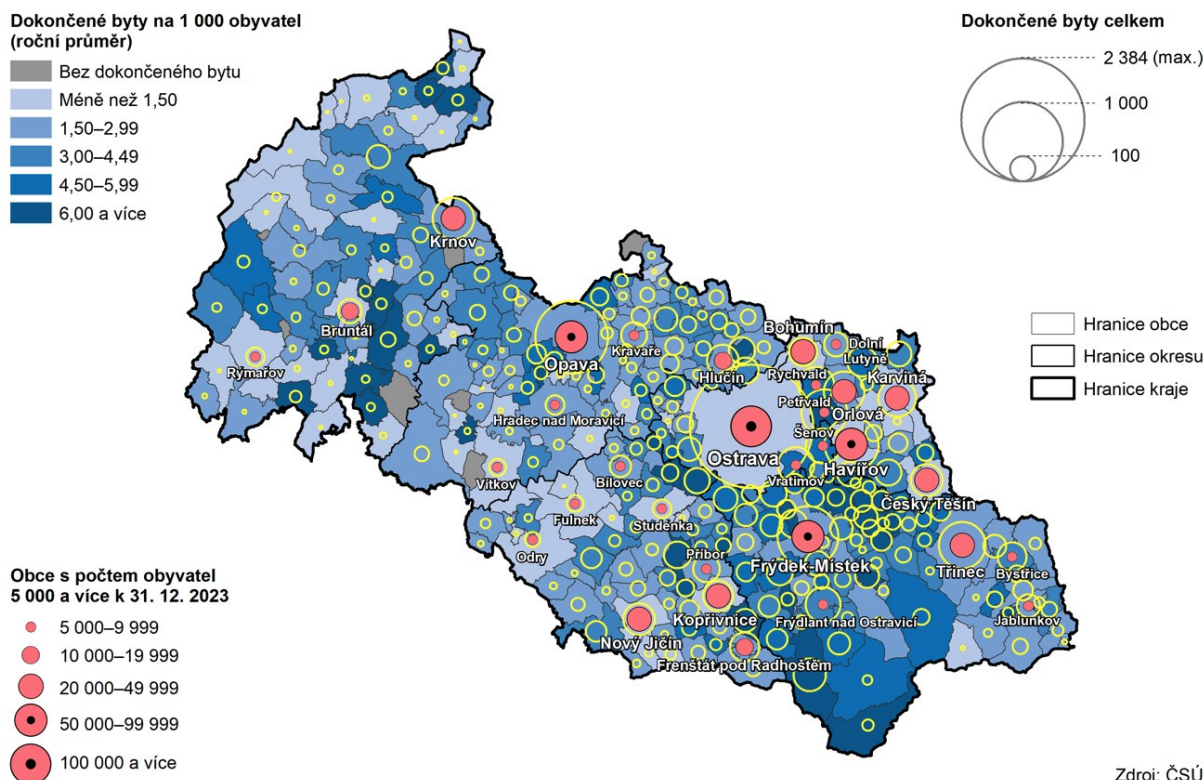 Dokončené byty na 1 000 obyvatel
(roční průměr)
Bez dokončeného bytu
Méně než 1,50
1,50–2,99
3,00–4,49
4,50–5,99
6,00 a více
Dokončené byty celkem
2 384 (max.)
1 000
100
Krnov
Bruntál
Rýmařov
Opava
Kravaře
Hlučín
Bohumín
Dolní
Lutyně
Rychvald
Karviná
Petřvald
Orlová
Hradec nad Moravicí
Šenov
Ostrava
Havířov
Vratimov
Vítkov
Bílovec
Český Těšín
Fulnek
Studénka
Odry
Příbor
Frýdek-Místek
Třinec
Bystřice
Kopřivnice
Frýdlant nad Ostravicí
Jablunkov
Nový Jičín
Frenštát pod Radhoštěm
Hranice obce
Hranice okresu
Hranice kraje
Obce s počtem obyvatel
5 000 a více k 31. 12. 2023
5 000–9 999
10 000–19 999
20 000–49 999
50 000–99 999
100 000 a více
Zdroj: ČSÚ